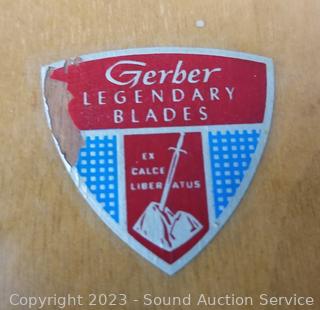 Gerber
LEGENDARY
BLADES
EX
CALCE
LIBERATUS
Copyright 2023 - Sound Auction Service